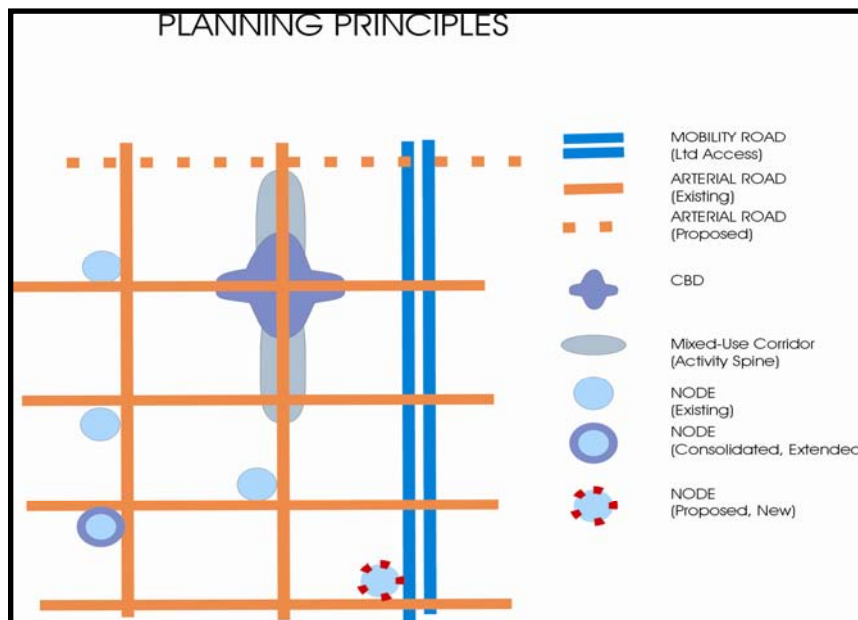 PLANNING PRINCIPLES
MOBILITY ROAD
(Ltd Access)
ARTERIAL ROAD
(Existing)
ARTERIAL ROAD
(Proposed)
CBD
Mixed-Use Corridor
(Activity Spine)
NODE
(Existing)
NODE
(Consolidated, Extended
NODE
(Proposed, New)